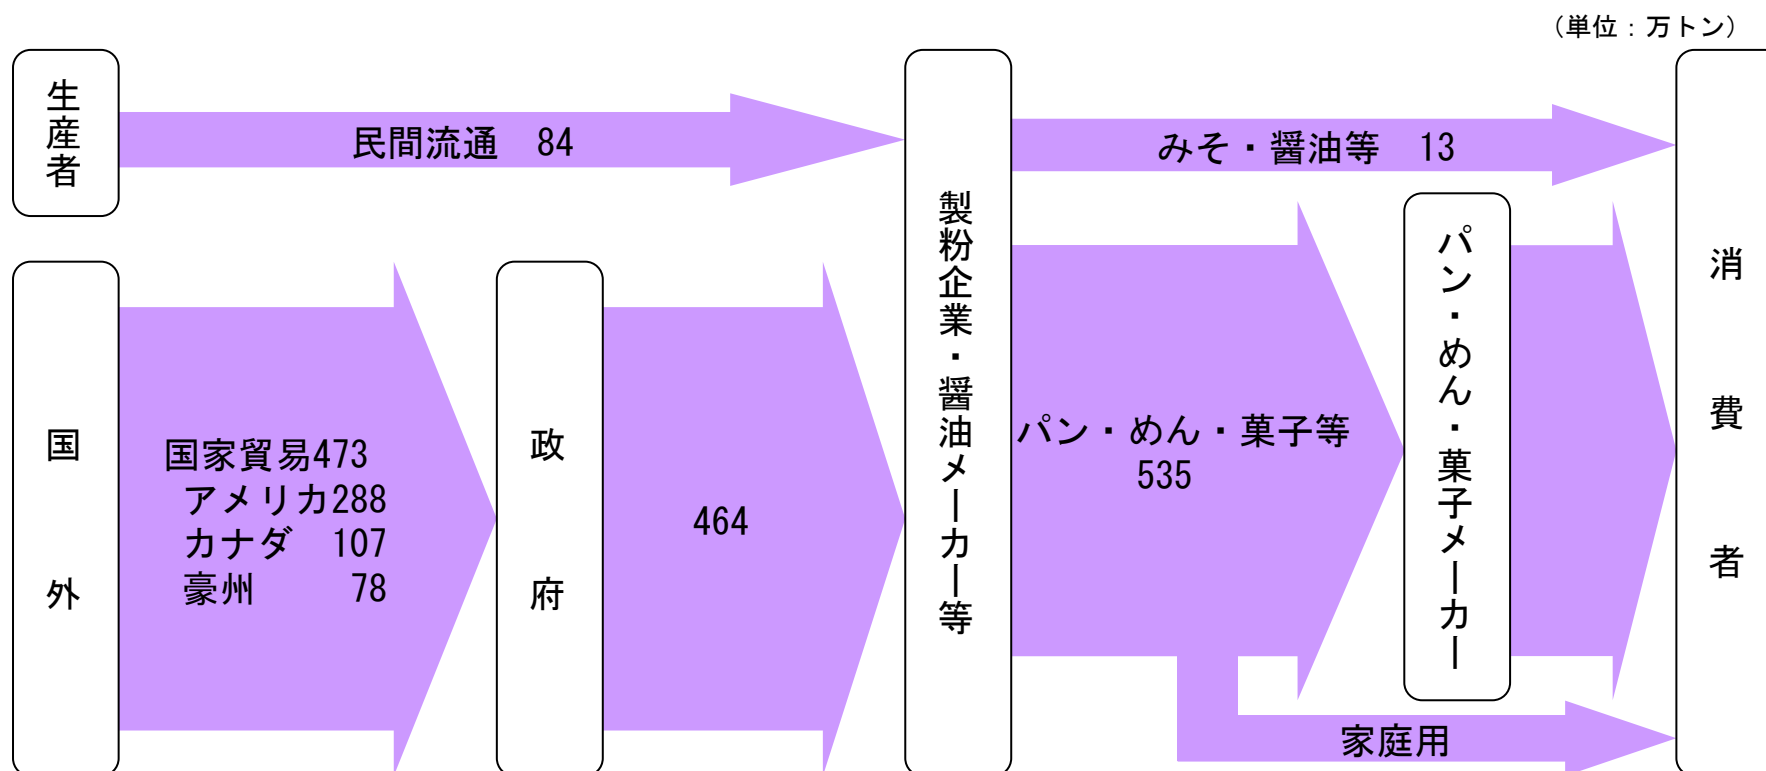 （単位：万トン）
生産者
民間流通　84
製粉企業・醤油メーカー等
みそ・醤油等　13
消費者
国外
国家貿易473
アメリカ288
カナダ　107
豪州　　 78
政府
464
パン・めん・菓子等
535
パン・めん・菓子メーカー
家庭用